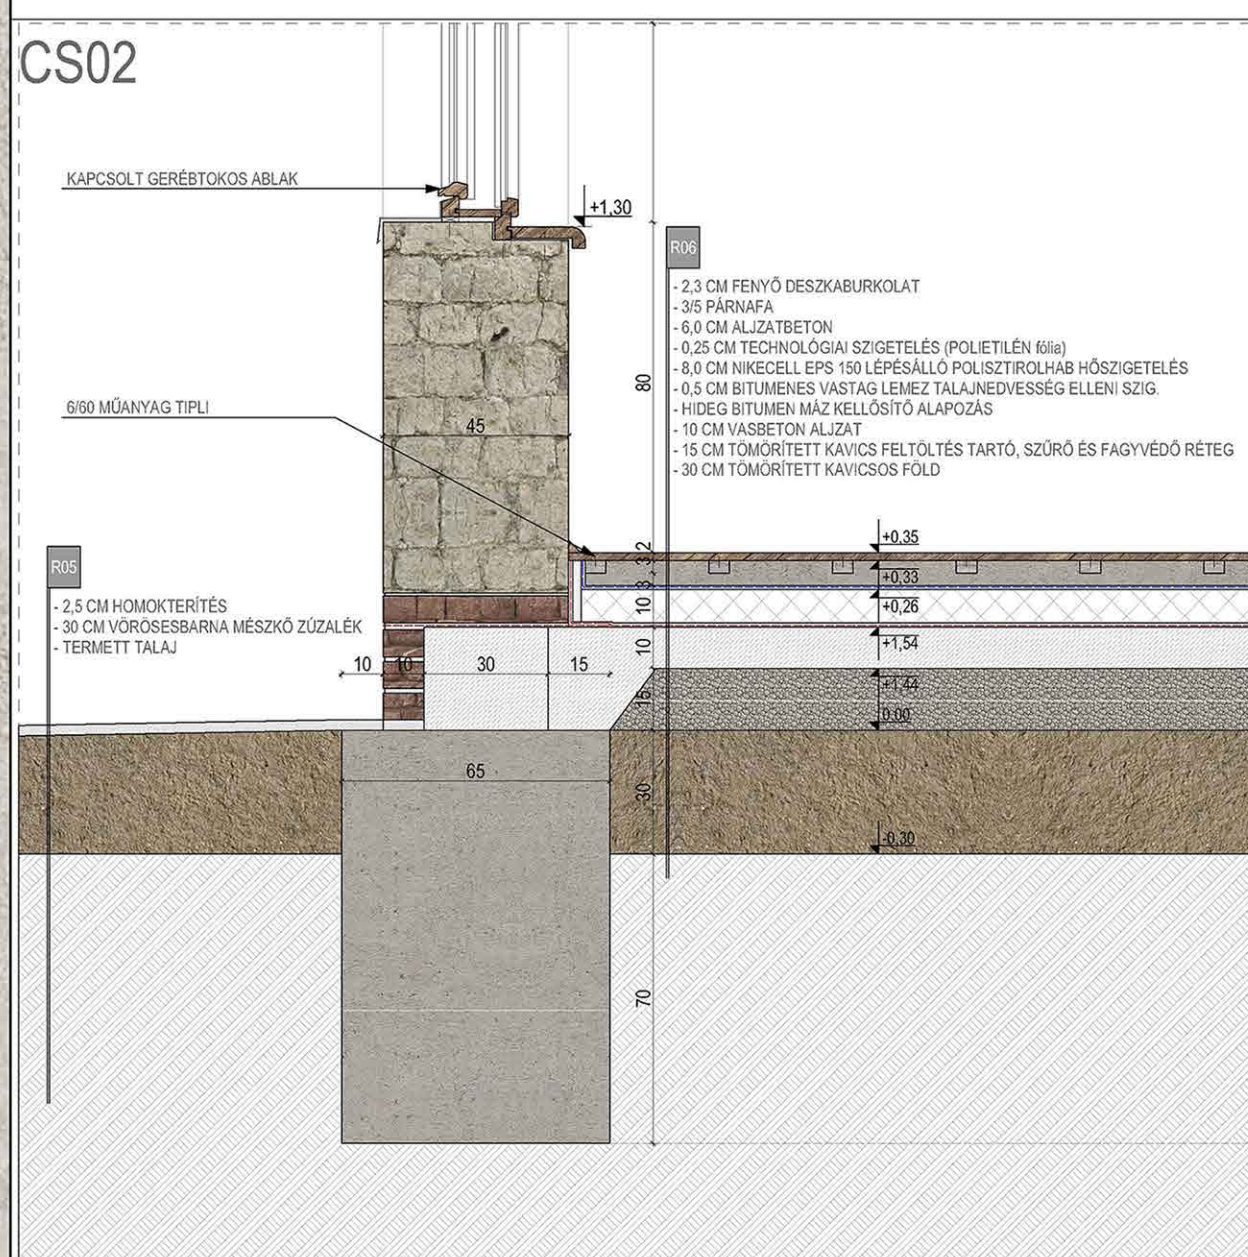 CS02
KAPCSOLT GERÉBTOKOS ABLAK
+1,30
R06
- 2,3 CM FENYŐ DESZKABURKOLAT
- 3/5 PÁRNAFA
- 6,0 CM ALJZATBETON
- 0,25 CM TECHNOLÓGIAI SZIGETELÉS (POLIETILÉN fólia)
- 8,0 CM NIKECELL EPS 150 LÉPÉSÁLLÓ POLISZTIROLHAB HŐSZIGETELÉS
- 0,5 CM BITUMENES VASTAG LEMEZ TALAJNEDVESSÉG ELLENI SZIG.
- HIDEG BITUMEN MÁZ KELLŐSÍTŐ ALAPOZÁS
- 10 CM VASBETON ALJZAT
- 15 CM TÖMÖRÍTETT KAVICS FELTÖLTÉS TARTÓ, SZŰRŐ ÉS FAGYVÉDŐ RÉTEG
- 30 CM TÖMÖRÍTETT KAVICSOS FÖLD
80
6/60 MŰANYAG TIPLI
45
R05
- 2,5 CM HOMOKTERÍTÉS
- 30 CM VÖRÖSESBARNA MÉSZKŐ ZÚZALÉK
- TERMETT TALAJ
2
3
3
10
10
15
30
70
+0,35
+0,33
+0,26
+1,54
+1,44
0,00
-0,30
10 10 30 15
65